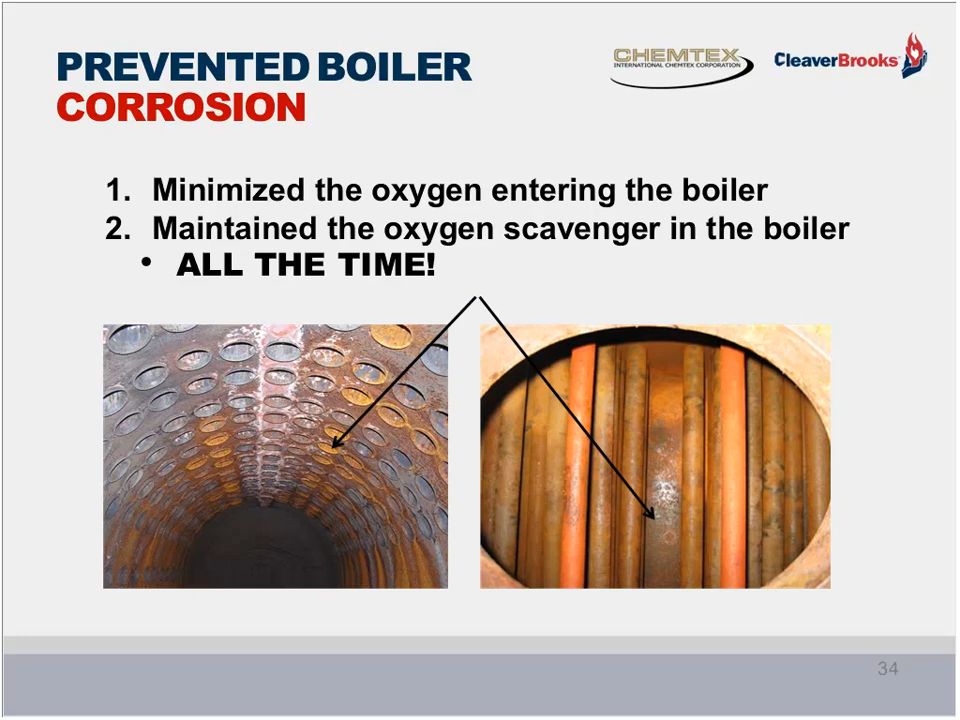 PREVENTED BOILER
CORROSION
CHEMTEX
INTERNATIONAL CHEMTEX CORPORATION
CleaverBrooks
1. Minimized the oxygen entering the boiler
2. Maintained the oxygen scavenger in the boiler
• ALL THE TIME!
34